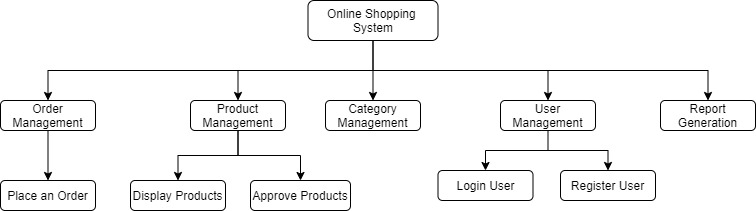 Online Shopping
System
Order
Management
Product
Management
Category
Management
User
Management
Report
Generation
Place an Order
Display Products
Approve Products
Login User
Register User